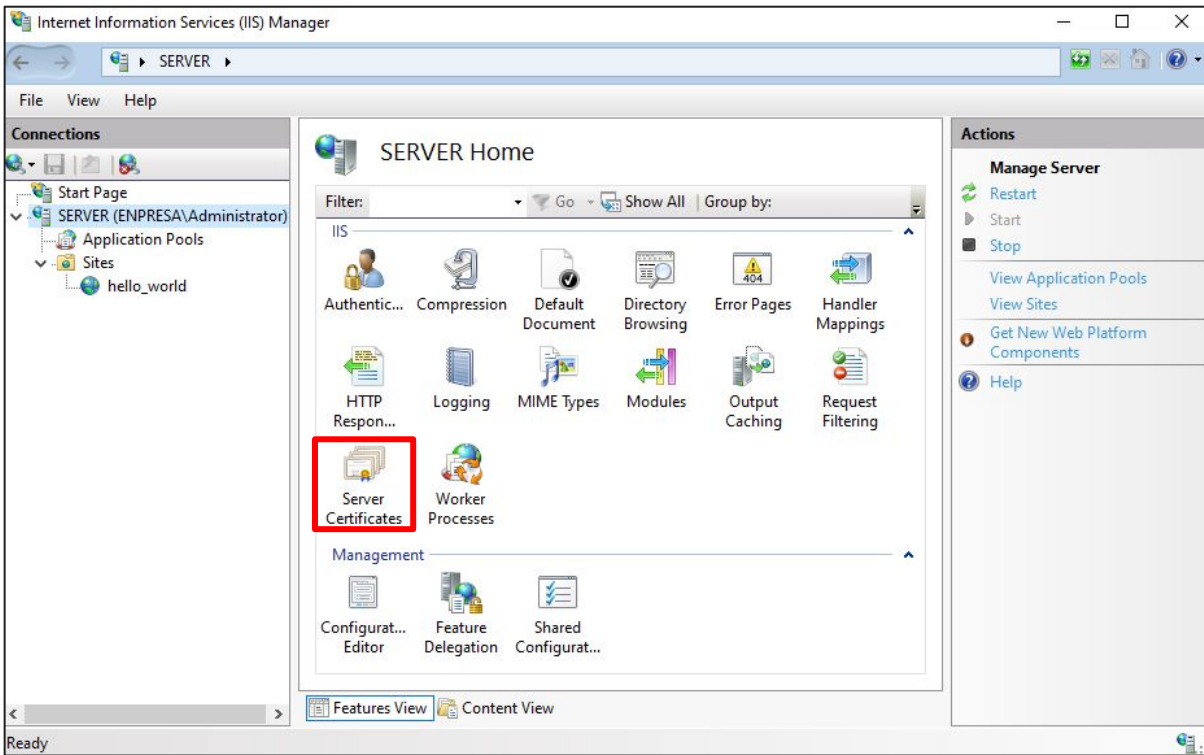 Internet Information Services (IIS) Manager
SERVER
File View Help
Connections
Start Page
SERVER (ENPRESA\Administrator)
Application Pools
Sites
hello_world
SERVER Home
Filter: Go Show All Group by:
IIS
Authentic... Compression Default Document Directory Browsing Error Pages Handler Mappings
HTTP Respon... Logging MIME Types Modules Output Caching Request Filtering
Server Certificates Worker Processes
Management
Configurat... Editor Feature Delegation Shared Configurat...
Features View Content View
Actions
Manage Server
Restart
Start
Stop
View Application Pools
View Sites
Get New Web Platform
Components
Help
Ready
404